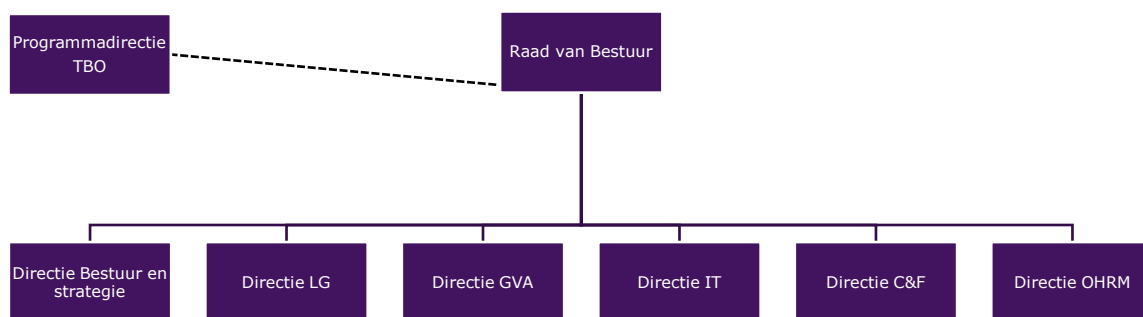 Programmadirectie
TBO
Raad van Bestuur
Directie Bestuur en
strategie
Directie LG
Directie GVA
Directie IT
Directie C&F
Directie OHRM